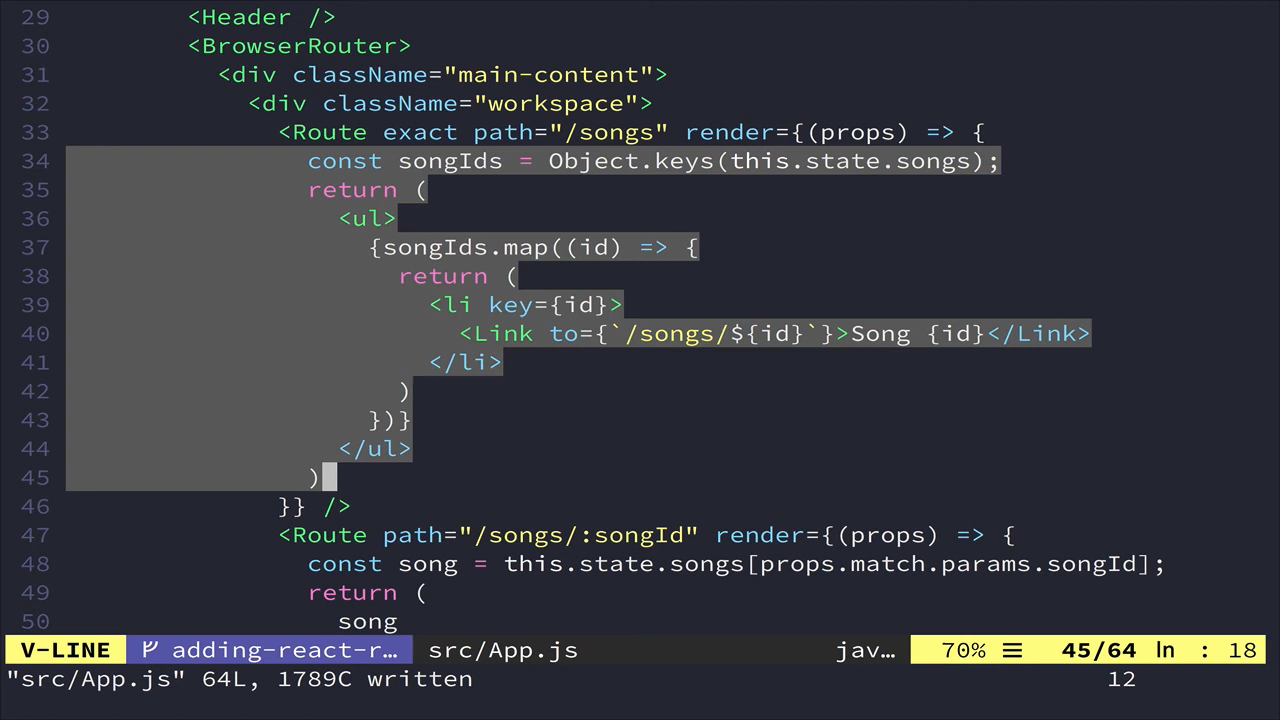 29 <Header />
30 <BrowserRouter>
31 <div className="main-content">
32 <div className="workspace">
33 <Route exact path="/songs" render={(props) => {
34 const songIds = Object.keys(this.state.songs);
35 return (
36 <ul>
37 {songIds.map((id) => {
38 return (
39 <li key={id}>
40 <Link to={`/songs/${id}`}>Song {id}</Link>
41 </li>
42 )
43 })}
44 </ul>
45 )
46 }} />
47 <Route path="/songs/:songId" render={(props) => {
48 const song = this.state.songs[props.match.params.songId];
49 return (
50 song
V-LINE adding-react-r… src/App.js jav… 70% ☰ 45/64 ln : 18
"src/App.js" 64L, 1789C written 12